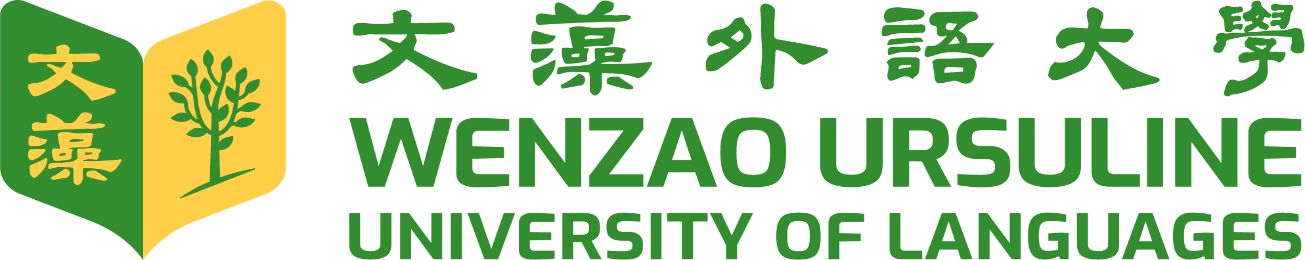 文藻
文藻外語大學
WENZAO URSULINE
UNIVERSITY OF LANGUAGES